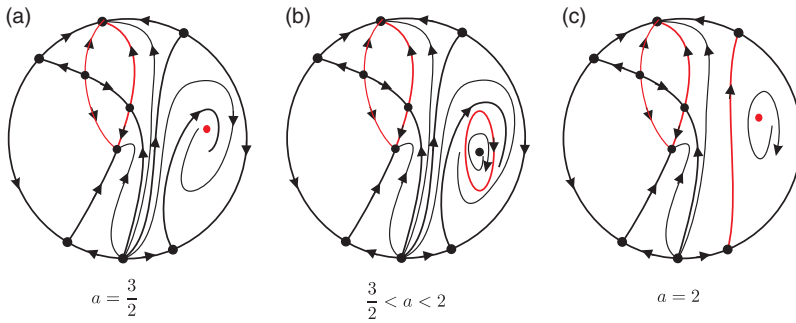 (a) (b) (c)
a = 3/2 3/2 < a < 2 a = 2